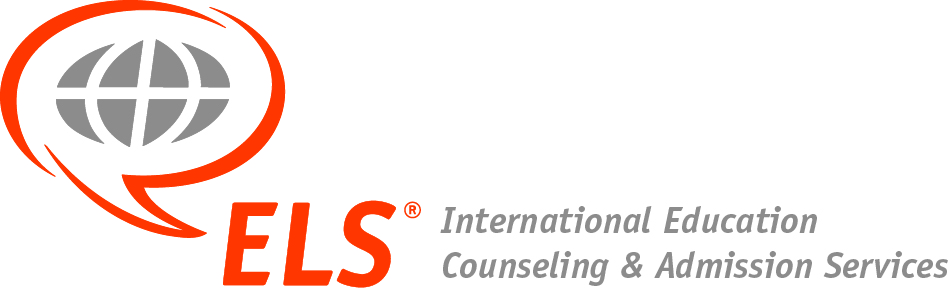 ELS® International Education
Counseling & Admission Services